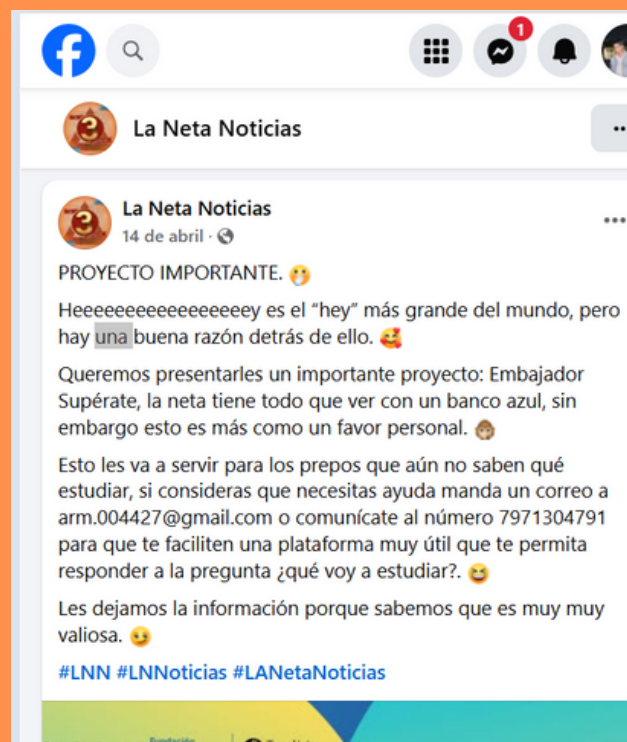 1
La Neta Noticias
La Neta Noticias
14 de abril ·
PROYECTO IMPORTANTE. 🫢
Heeeeeeeeeeeeeeeeey es el “hey” más grande del mundo, pero
hay una buena razón detrás de ello. 🥰
Queremos presentarles un importante proyecto: Embajador
Supérate, la neta tiene todo que ver con un banco azul, sin
embargo esto es más como un favor personal. 🙊
Esto les va a servir para los prepos que aún no saben qué
estudiar, si consideras que necesitas ayuda manda un correo a
arm.004427@gmail.com o comunícate al número 7971304791
para que te faciliten una plataforma muy útil que te permita
responder a la pregunta ¿qué voy a estudiar?. 😆
Les dejamos la información porque sabemos que es muy muy
valiosa. 😏
#LNN #LNNoticias #LANetaNoticias
Fundación